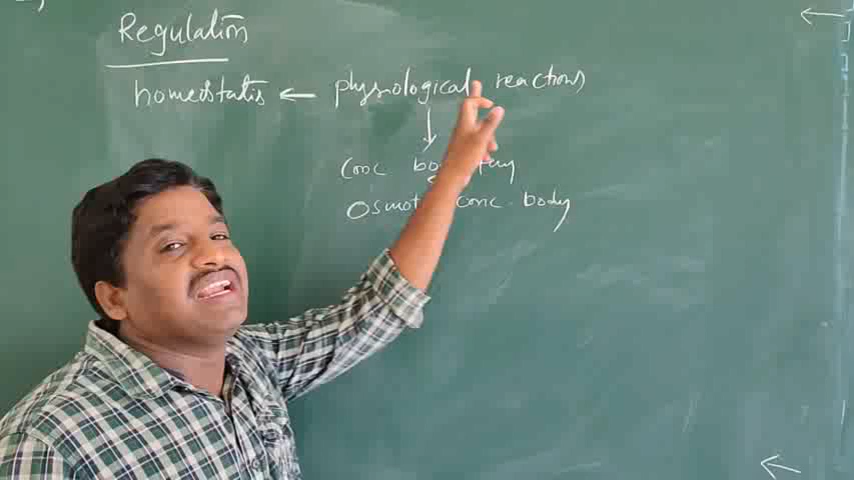 Regulation
homeostatis ← physiological reactions
↓
Conc body
Osmot conc. body